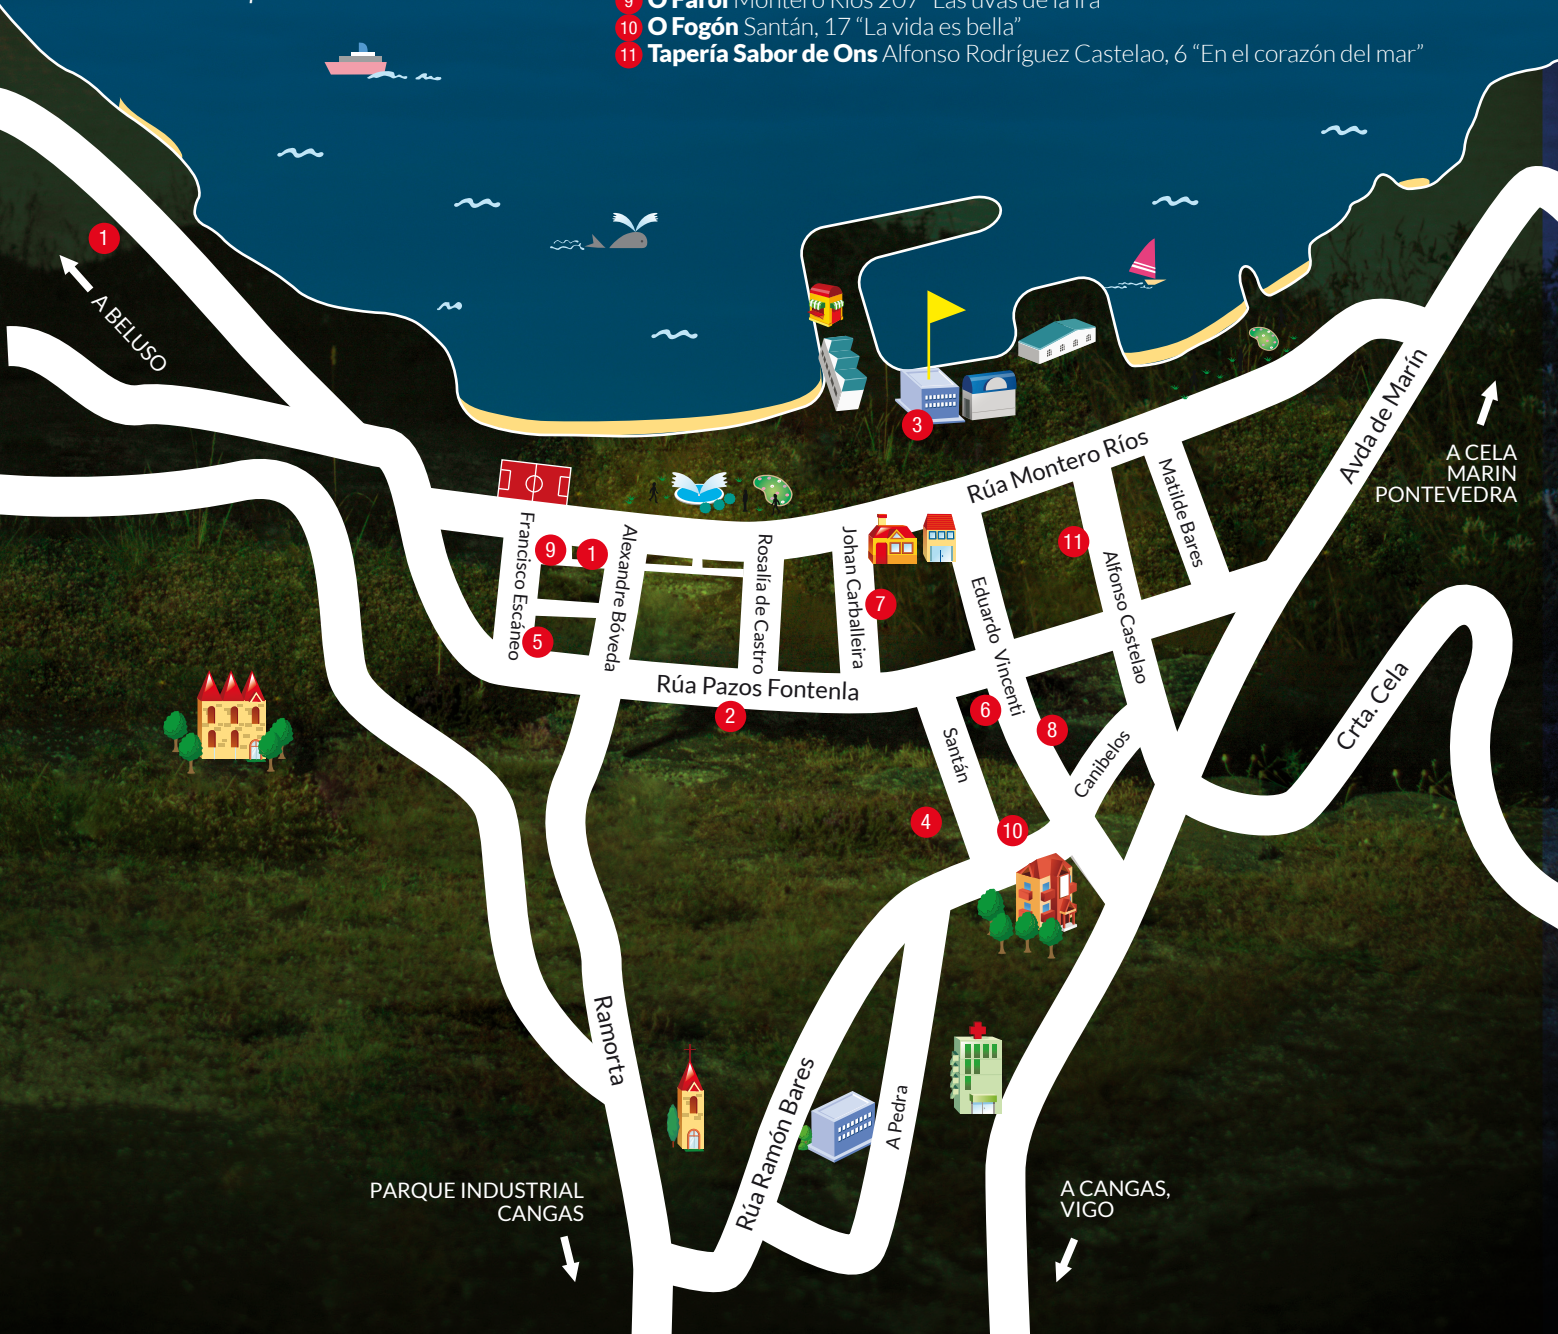 9 O Farol Montero Ríos 207 “Las uvas de la ira”
10 O Fogón Santán, 17 “La vida es bella”
11 Tapería Sabor de Ons Alfonso Rodríguez Castelao, 6 “En el corazón del mar”
1
A BELUSO
3
Rúa Montero Ríos
Avda de Marín
A CELA
MARIN
PONTEVEDRA
Matilde Bares
Francisco Escáneo
9
1
Alexandre Bóveda
Rosalía de Castro
Johan Carballeira
7
11
Alfonso Castelao
Eduardo Vincenti
5
Rúa Pazos Fontenla
2
6
8
Santán
Canibelos
Crta. Cela
4
10
Ramorta
Rúa Ramón Bares
A Pedra
PARQUE INDUSTRIAL
CANGAS
A CANGAS,
VIGO